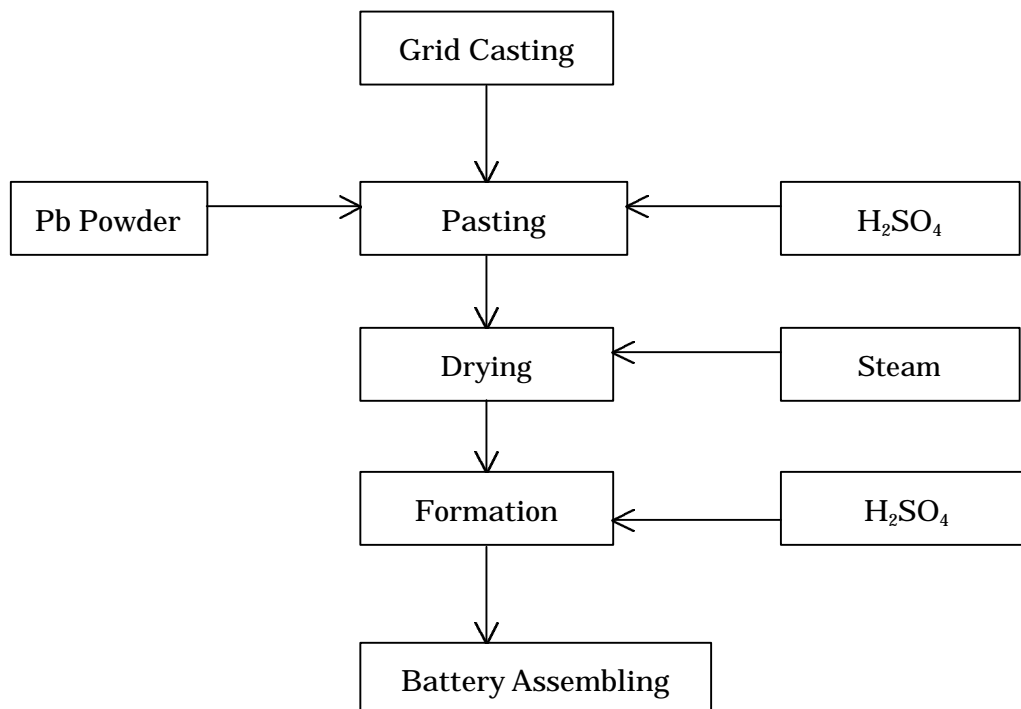 Grid Casting
Pb Powder
Pasting
H₂SO₄
Drying
Steam
Formation
H₂SO₄
Battery Assembling